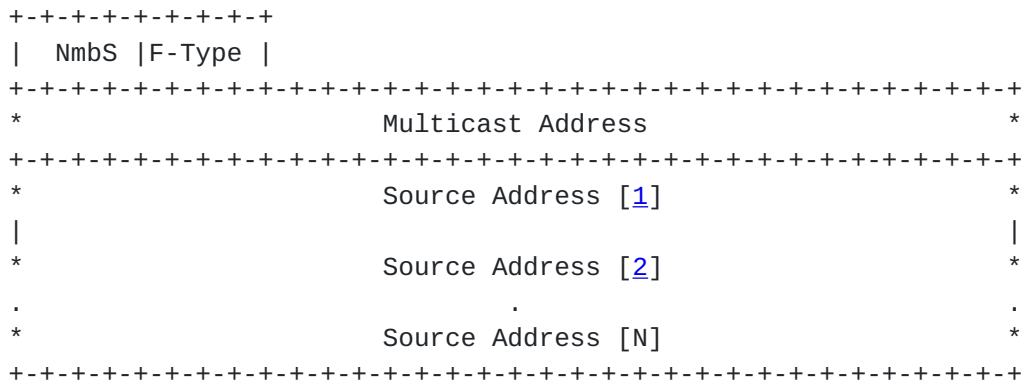 +-+-+-+-+-+-+-+-+
|  NmbS |F-Type |
+-+-+-+-+-+-+-+-+-+-+-+-+-+-+-+-+-+-+-+-+-+-+-+-+-+-+-+-+-+-+-+-+
*                       Multicast Address                       *
+-+-+-+-+-+-+-+-+-+-+-+-+-+-+-+-+-+-+-+-+-+-+-+-+-+-+-+-+-+-+-+-+
*                       Source Address [1]                      *
|                                                               |
*                       Source Address [2]                      *
.                               .                               .
*                       Source Address [N]                      *
+-+-+-+-+-+-+-+-+-+-+-+-+-+-+-+-+-+-+-+-+-+-+-+-+-+-+-+-+-+-+-+-+